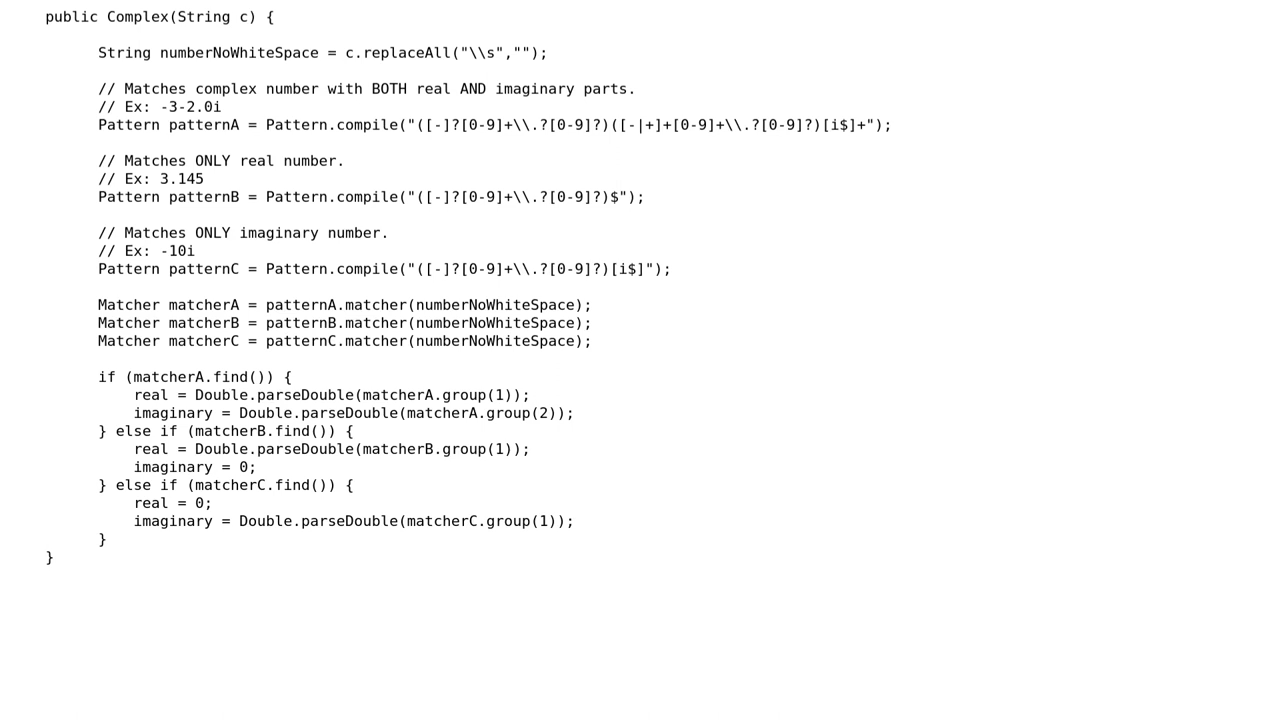 public Complex(String c) {
String numberNoWhiteSpace = c.replaceAll("\\s","");
// Matches complex number with BOTH real AND imaginary parts.
// Ex: -3-2.0i
Pattern patternA = Pattern.compile("([-]?[0-9]+\\.?[0-9]?)([-|+]+[0-9]+\\.?[0-9]?)[i$]+");
// Matches ONLY real number.
// Ex: 3.145
Pattern patternB = Pattern.compile("([-]?[0-9]+\\.?[0-9]?)$");
// Matches ONLY imaginary number.
// Ex: -10i
Pattern patternC = Pattern.compile("([-]?[0-9]+\\.?[0-9]?)[i$]");
Matcher matcherA = patternA.matcher(numberNoWhiteSpace);
Matcher matcherB = patternB.matcher(numberNoWhiteSpace);
Matcher matcherC = patternC.matcher(numberNoWhiteSpace);
if (matcherA.find()) {
real = Double.parseDouble(matcherA.group(1));
imaginary = Double.parseDouble(matcherA.group(2));
} else if (matcherB.find()) {
real = Double.parseDouble(matcherB.group(1));
imaginary = 0;
} else if (matcherC.find()) {
real = 0;
imaginary = Double.parseDouble(matcherC.group(1));
}
}